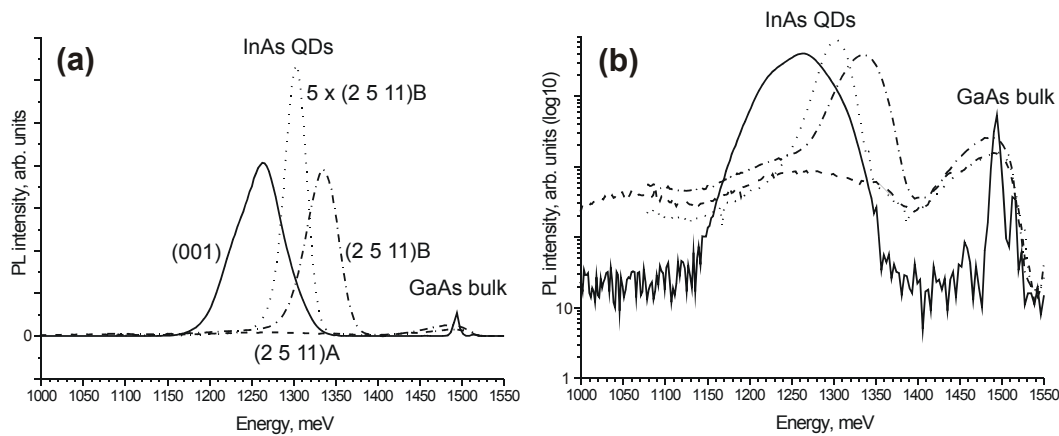 (a)
InAs QDs
5 x (2 5 11)B
(001)
(2 5 11)B
GaAs bulk
(2 5 11)A
PL intensity, arb. units
0
1000 1050 1100 1150 1200 1250 1300 1350 1400 1450 1500 1550
Energy, meV
InAs QDs
(b)
GaAs bulk
PL intensity, arb. units (log10)
10
1
1000 1050 1100 1150 1200 1250 1300 1350 1400 1450 1500 1550
Energy, meV